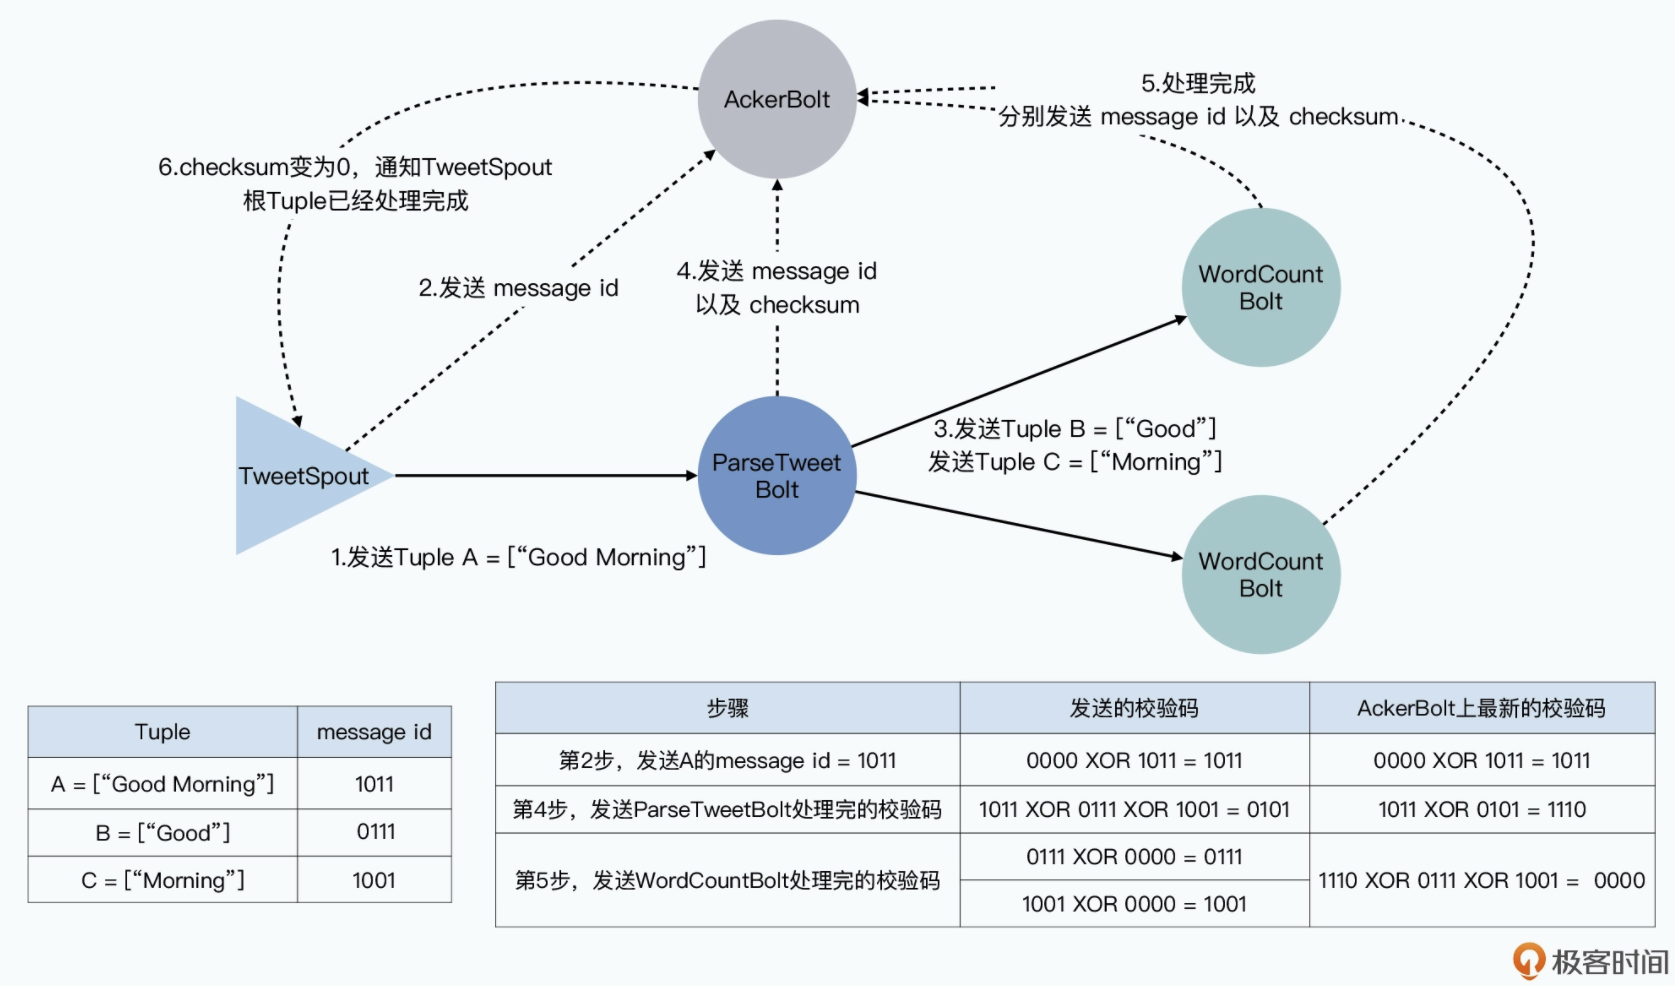 AckerBolt
5.处理完成
分别发送 message id 以及 checksum
6.checksum变为0，通知TweetSpout
根Tuple已经处理完成
2.发送 message id
4.发送 message id
以及 checksum
WordCount
Bolt
3.发送Tuple B = [“Good”]
发送Tuple C = [“Morning”]
TweetSpout
ParseTweet
Bolt
1.发送Tuple A = [“Good Morning”]
WordCount
Bolt
Tuple message id
A = [“Good Morning”] 1011
B = [“Good”] 0111
C = [“Morning”] 1001
步骤 发送的校验码 AckerBolt上最新的校验码
第2步，发送A的message id = 1011 0000 XOR 1011 = 1011 0000 XOR 1011 = 1011
第4步，发送ParseTweetBolt处理完的校验码 1011 XOR 0111 XOR 1001 = 0101 1011 XOR 0101 = 1110
第5步，发送WordCountBolt处理完的校验码 0111 XOR 0000 = 0111 1110 XOR 0111 XOR 1001 = 0000
1001 XOR 0000 = 1001
极客时间